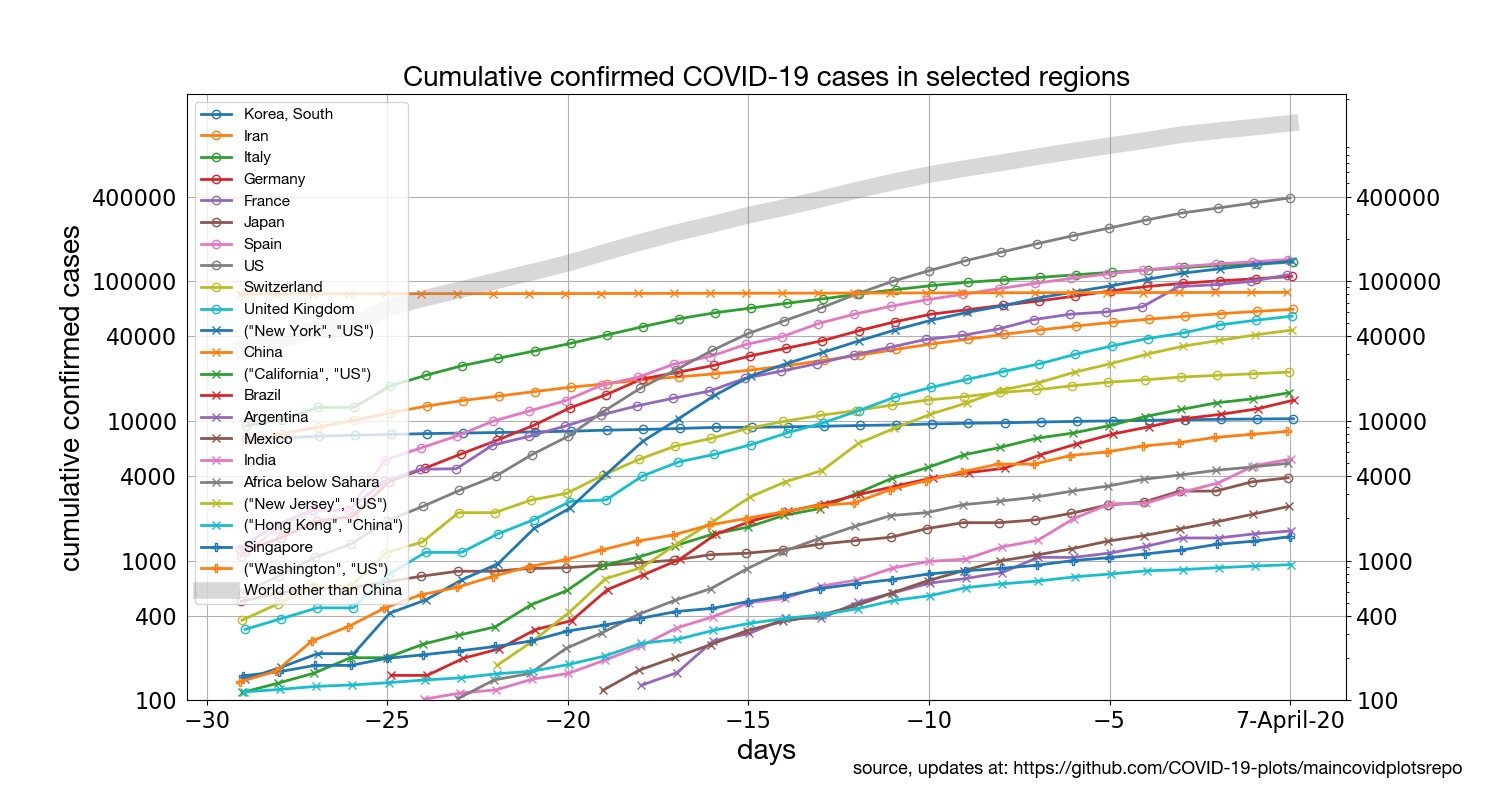 Cumulative confirmed COVID-19 cases in selected regions
Korea, South
Iran
Italy
Germany
France
Japan
Spain
US
Switzerland
United Kingdom
("New York", "US")
China
("California", "US")
Brazil
Argentina
Mexico
India
Africa below Sahara
("New Jersey", "US")
("Hong Kong", "China")
Singapore
("Washington", "US")
World other than China
cumulative confirmed cases
400000
100000
40000
10000
4000
1000
400
100
400000
100000
40000
10000
4000
1000
400
100
−30 −25 −20 −15 −10 −5 7-April-20
days
source, updates at: https://github.com/COVID-19-plots/maincovidplotsrepo